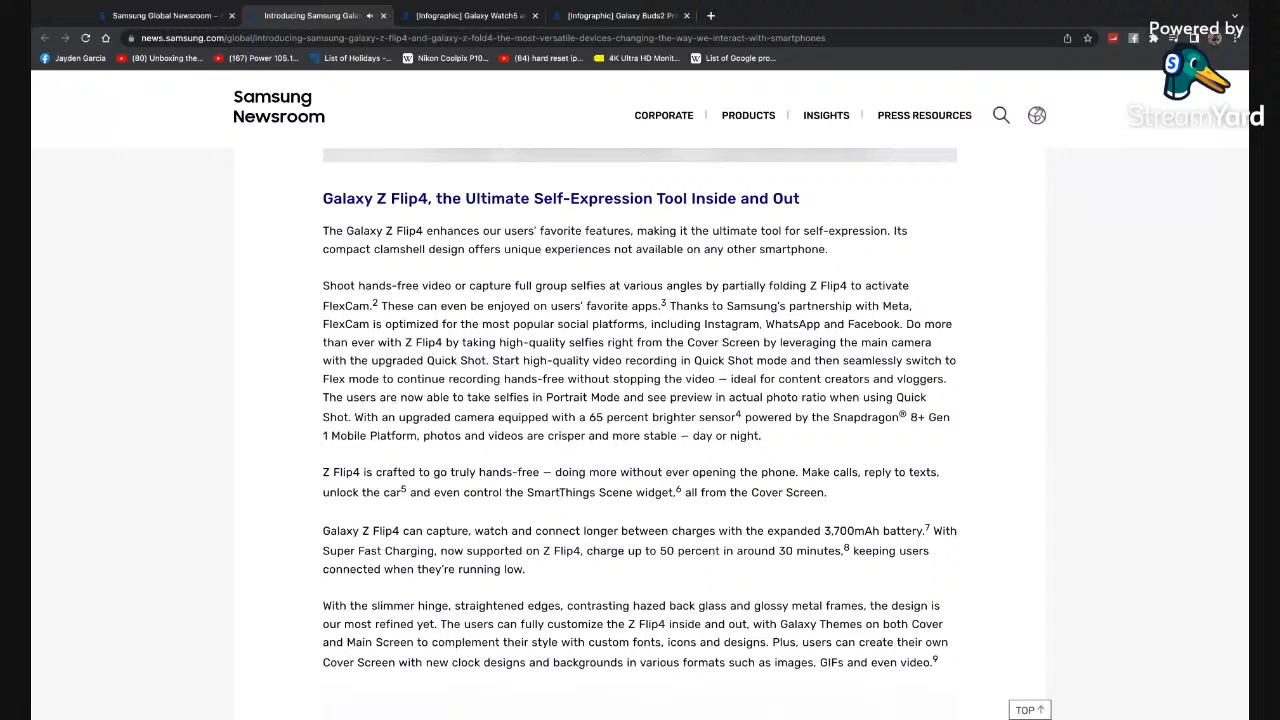 Samsung Global Newsroom –
Introducing Samsung Gala
[Infographic] Galaxy Watch5 a
[Infographic] Galaxy Buds2 Pr
news.samsung.com/global/introducing-samsung-galaxy-z-flip4-and-galaxy-z-fold4-the-most-versatile-devices-changing-the-way-we-interact-with-smartphones
Powered by
Jayden Garcia
(80) Unboxing the...
(167) Power 105.1...
List of Holidays -...
Nikon Coolpix P10...
(84) hard reset ip...
4K Ultra HD Monit...
List of Google pro...
S
StreamYard
Samsung
Newsroom
CORPORATE
PRODUCTS
INSIGHTS
PRESS RESOURCES
Galaxy Z Flip4, the Ultimate Self-Expression Tool Inside and Out
The Galaxy Z Flip4 enhances our users’ favorite features, making it the ultimate tool for self-expression. Its
compact clamshell design offers unique experiences not available on any other smartphone.
Shoot hands-free video or capture full group selfies at various angles by partially folding Z Flip4 to activate
FlexCam.² These can even be enjoyed on users’ favorite apps.³ Thanks to Samsung’s partnership with Meta,
FlexCam is optimized for the most popular social platforms, including Instagram, WhatsApp and Facebook. Do more
than ever with Z Flip4 by taking high-quality selfies right from the Cover Screen by leveraging the main camera
with the upgraded Quick Shot. Start high-quality video recording in Quick Shot mode and then seamlessly switch to
Flex mode to continue recording hands-free without stopping the video — ideal for content creators and vloggers.
The users are now able to take selfies in Portrait Mode and see preview in actual photo ratio when using Quick
Shot. With an upgraded camera equipped with a 65 percent brighter sensor⁴ powered by the Snapdragon® 8+ Gen
1 Mobile Platform, photos and videos are crisper and more stable — day or night.
Z Flip4 is crafted to go truly hands-free — doing more without ever opening the phone. Make calls, reply to texts,
unlock the car⁵ and even control the SmartThings Scene widget,⁶ all from the Cover Screen.
Galaxy Z Flip4 can capture, watch and connect longer between charges with the expanded 3,700mAh battery.⁷ With
Super Fast Charging, now supported on Z Flip4, charge up to 50 percent in around 30 minutes,⁸ keeping users
connected when they’re running low.
With the slimmer hinge, straightened edges, contrasting hazed back glass and glossy metal frames, the design is
our most refined yet. The users can fully customize the Z Flip4 inside and out, with Galaxy Themes on both Cover
and Main Screen to complement their style with custom fonts, icons and designs. Plus, users can create their own
Cover Screen with new clock designs and backgrounds in various formats such as images, GIFs and even video.⁹
TOP